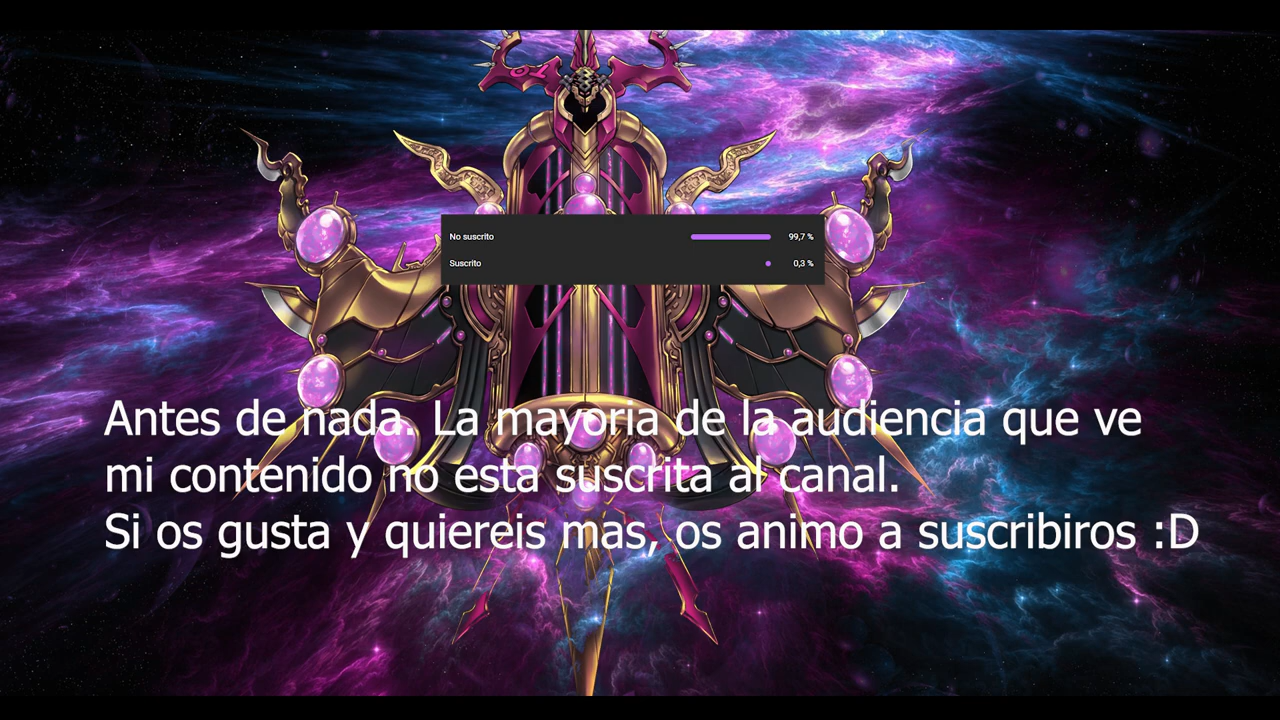 01
No suscrito 99,7 %
Suscrito 0,3 %
Antes de nada. La mayoria de la audiencia que ve
mi contenido no esta suscrita al canal.
Si os gusta y quiereis mas, os animo a suscribiros :D